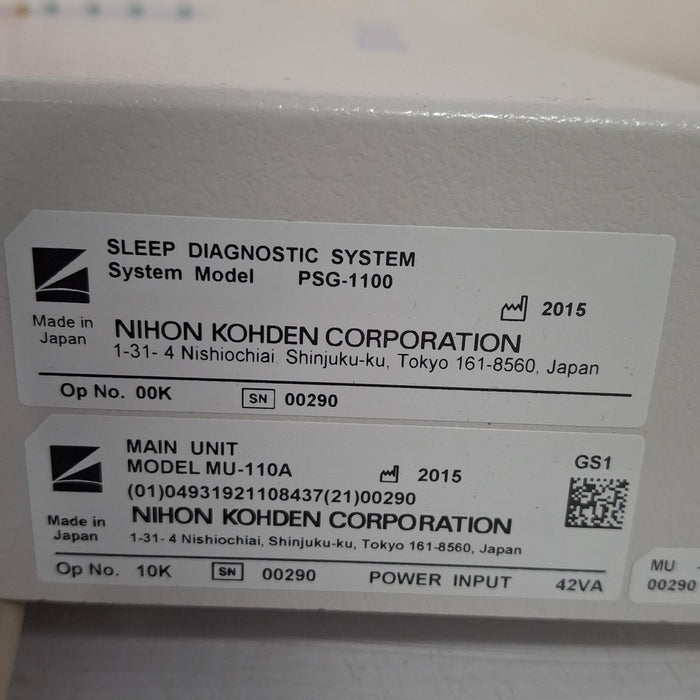 SLEEP DIAGNOSTIC SYSTEM
System Model PSG-1100
2015
Made in
Japan
NIHON KOHDEN CORPORATION
1-31- 4 Nishiochiai, Shinjuku-ku, Tokyo 161-8560, Japan
Op No. 00K SN 00290
MAIN UNIT
MODEL MU-110A 2015
GS1
(01)04931921108437(21)00290
Made in
Japan
NIHON KOHDEN CORPORATION
1-31- 4 Nishiochiai, Shinjuku-ku, Tokyo 161-8560, Japan
Op No. 10K SN 00290 POWER INPUT 42VA
MU -
00290